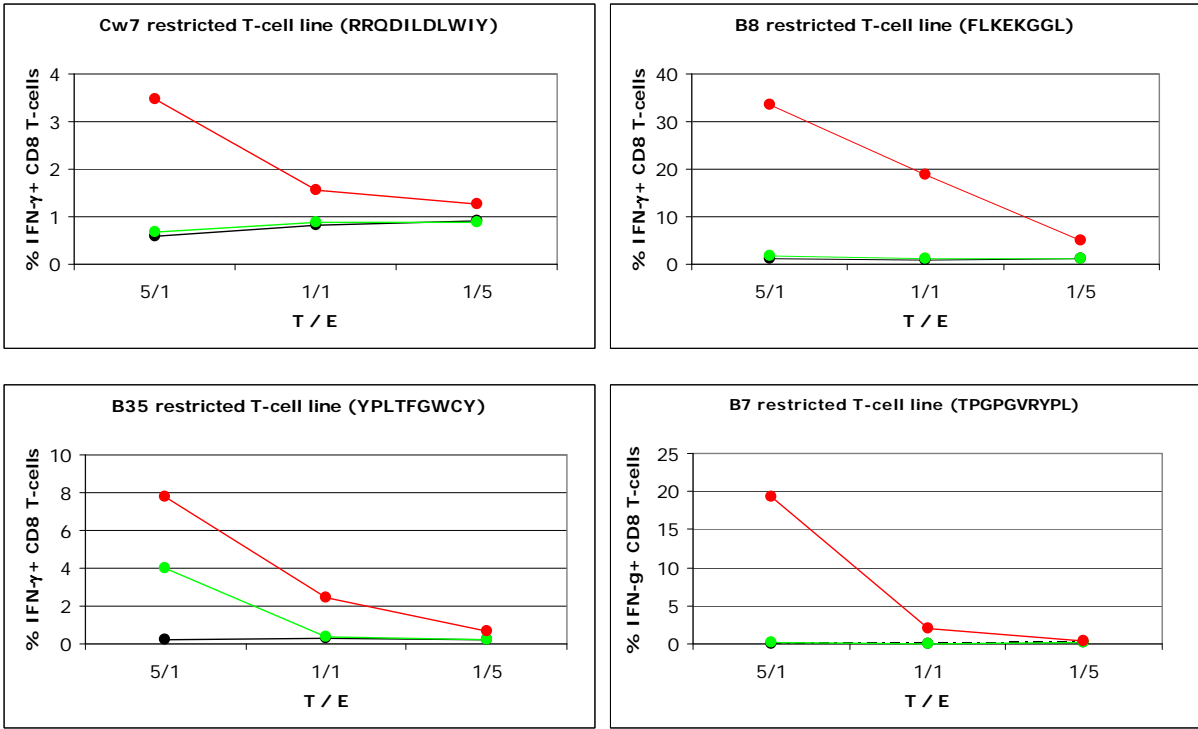 Cw7 restricted T-cell line (RRQDILDLWIY)
% IFN-γ+ CD8 T-cells
4
3
2
1
0
5/1 1/1 1/5
T / E
B8 restricted T-cell line (FLKEKGGL)
% IFN-γ+ CD8 T-cells
40
30
20
10
0
5/1 1/1 1/5
T / E
B35 restricted T-cell line (YPLTFGWCY)
% IFN-γ+ CD8 T-cells
10
8
6
4
2
0
5/1 1/1 1/5
T / E
B7 restricted T-cell line (TPGPGVRYPL)
% IFN-g+ CD8 T-cells
25
20
15
10
5
0
5/1 1/1 1/5
T / E